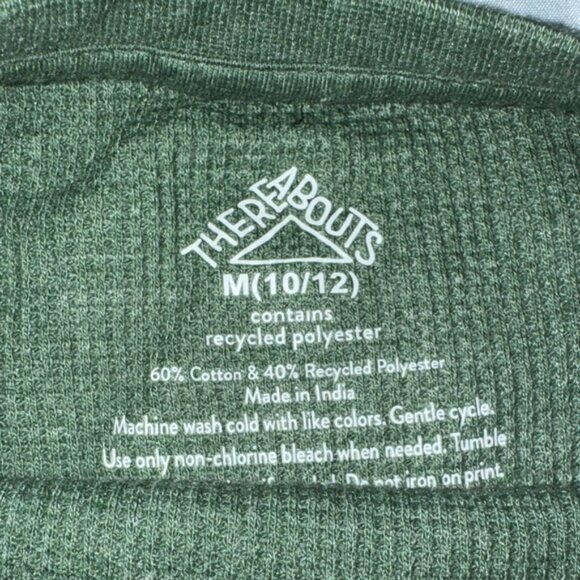 THEREABOUTS
M(10/12)
contains
recycled polyester
60% Cotton & 40% Recycled Polyester
Made in India
Machine wash cold with like colors. Gentle cycle.
Use only non-chlorine bleach when needed. Tumble
Do not iron on print.